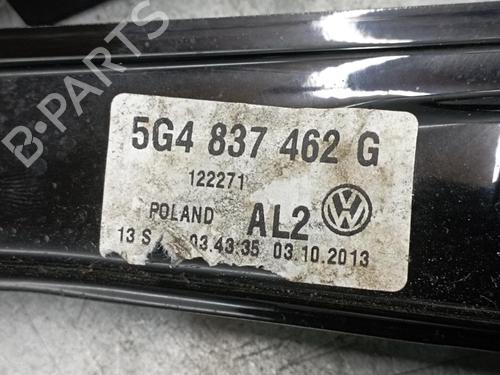 B-PARTS
5G4 837 462 G
122271
POLAND AL2
13 S 03.43:35 03.10.2013